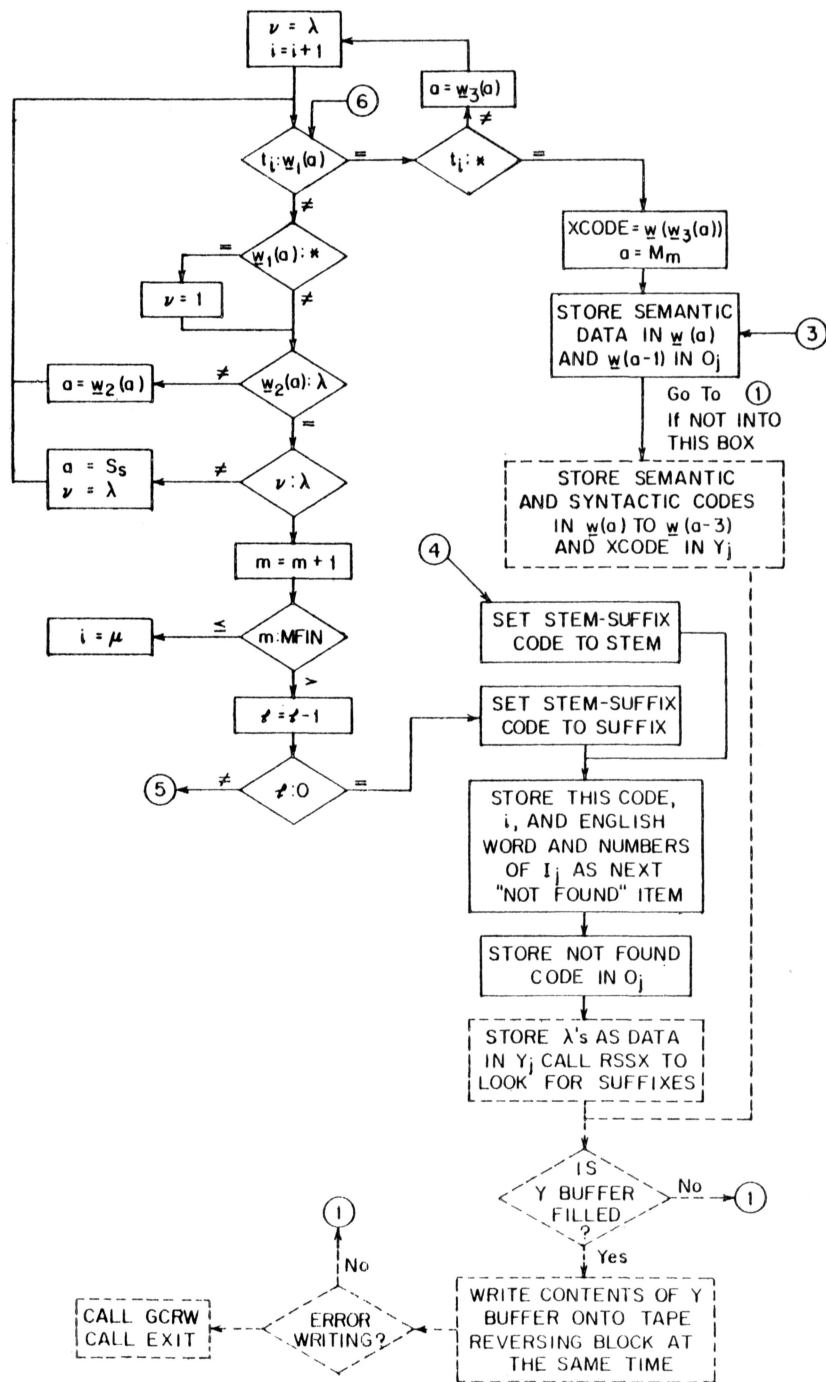 ν = λ
i = i + 1
a = w3(a)
6
≠
ti : w1(a)
=
ti : *
=
≠
XCODE = w(w3(a))
a = Mm
=
w1(a) : *
ν = 1
≠
STORE SEMANTIC
DATA IN w(a)
AND w(a-1) IN Oj
3
a = w2(a)
≠
w2(a) : λ
=
Go To 1
If NOT INTO
THIS BOX
a = Ss
ν = λ
≠
ν : λ
STORE SEMANTIC
AND SYNTACTIC CODES
IN w(a) TO w(a-3)
AND XCODE IN Yj
m = m + 1
4
i = μ
m : MFIN
>
SET STEM-SUFFIX
CODE TO STEM
SET STEM-SUFFIX
CODE TO SUFFIX
5
≠
=
STORE THIS CODE,
i, AND ENGLISH
WORD AND NUMBERS
OF Ij AS NEXT
"NOT FOUND" ITEM
STORE NOT FOUND
CODE IN Oj
STORE λ's AS DATA
IN Yj CALL RSSX TO
LOOK FOR SUFFIXES
IS
Y BUFFER
FILLED
?
No
1
Yes
1
No
WRITE CONTENTS OF Y
BUFFER ONTO TAPE
REVERSING BLOCK AT
THE SAME TIME
ERROR
WRITING?
CALL GCRW
CALL EXIT